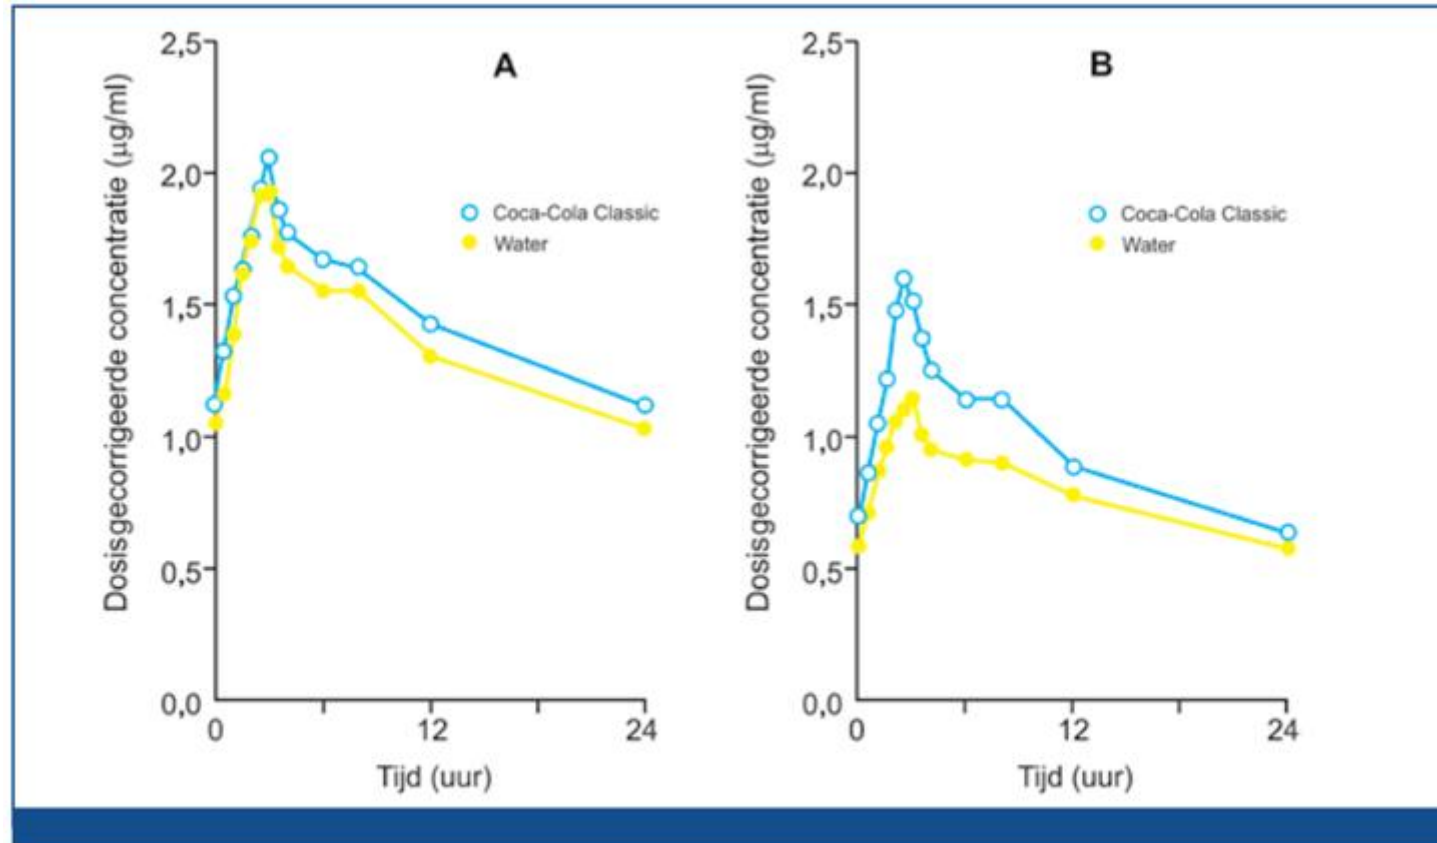 A
Dosisgecorrigeerde concentratie (µg/ml)
2,5
2,0
1,5
1,0
0,5
0,0
Coca-Cola Classic
Water
0
12
24
Tijd (uur)
B
Dosisgecorrigeerde concentratie (µg/ml)
2,5
2,0
1,5
1,0
0,5
0,0
Coca-Cola Classic
Water
0
12
24
Tijd (uur)